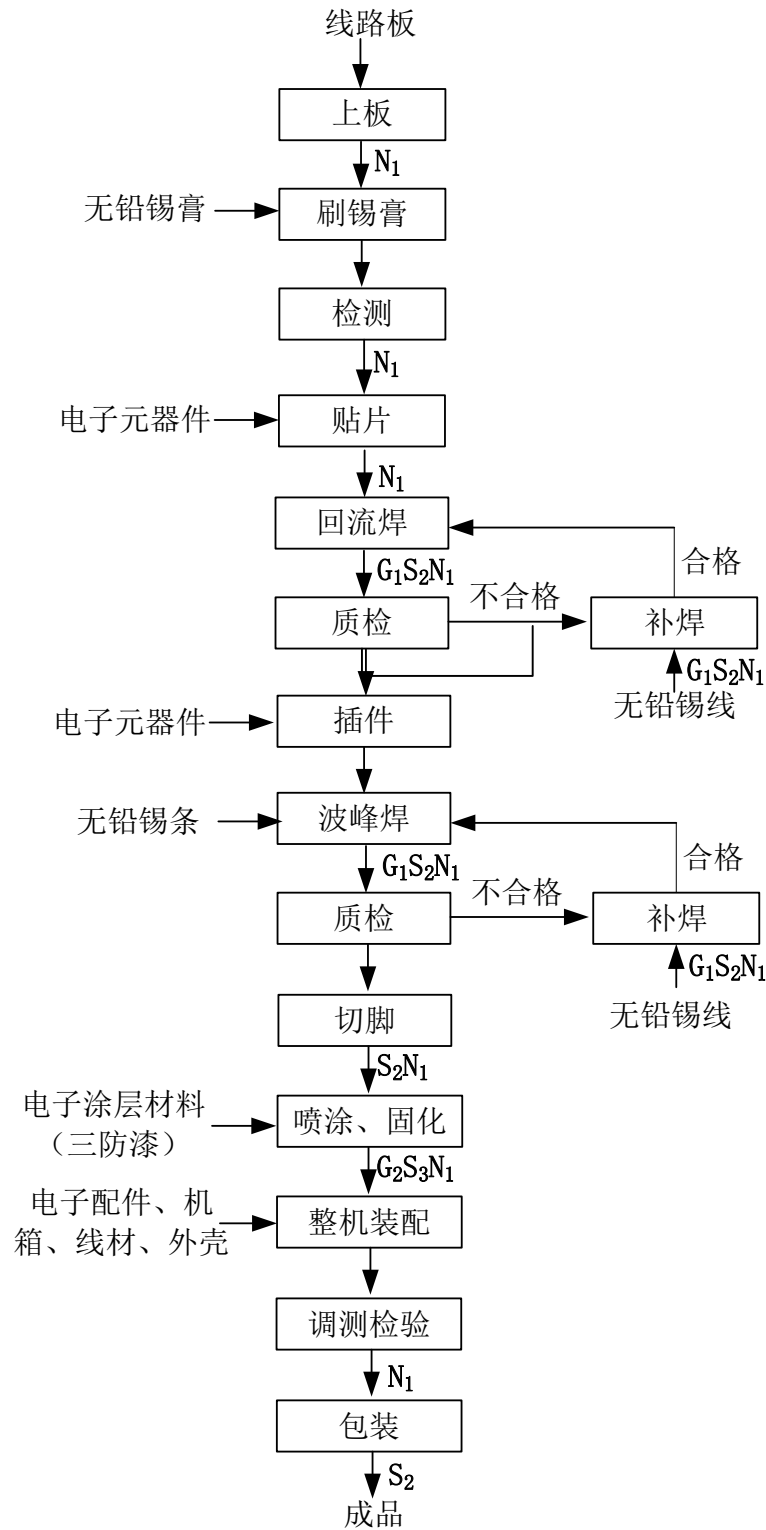 线路板
上板
N₁
无铅锡膏
刷锡膏
检测
N₁
电子元器件
贴片
N₁
回流焊
合格
G₁S₂N₁
不合格
质检
补焊
G₁S₂N₁
无铅锡线
电子元器件
插件
无铅锡条
波峰焊
合格
G₁S₂N₁
不合格
质检
补焊
G₁S₂N₁
无铅锡线
切脚
S₂N₁
电子涂层材料
（三防漆）
喷涂、固化
G₂S₃N₁
电子配件、机
箱、线材、外壳
整机装配
调测检验
N₁
包装
S₂
成品